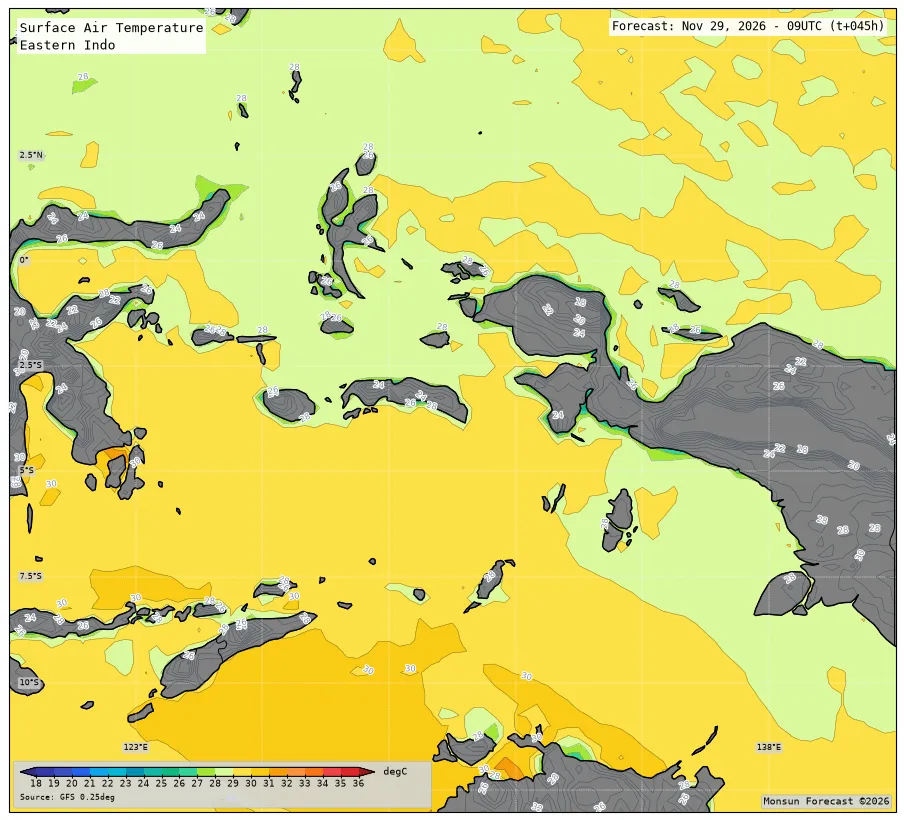 Surface Air Temperature
Eastern Indo
Forecast: Nov 29, 2026 - 09UTC (t+045h)
2.5°N
0°
2.5°S
5°S
7.5°S
10°S
123°E
138°E
degC
18 19 20 21 22 23 24 25 26 27 28 29 30 31 32 33 34 35 36
Source: GFS 0.25deg
Monsun Forecast ©2026